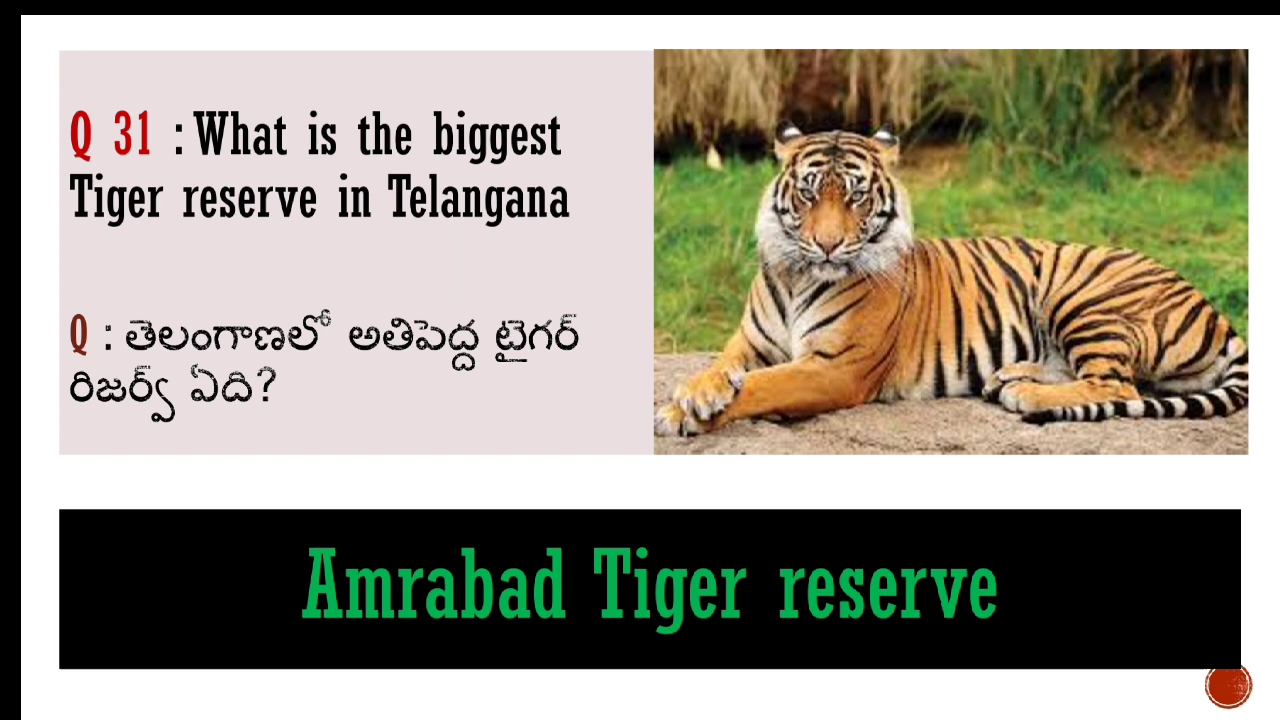 Q 31 : What is the biggest
Tiger reserve in Telangana
Q : తెలంగాణలో అతిపెద్ద టైగర్
రిజర్వ్ ఏది?
Amrabad Tiger reserve